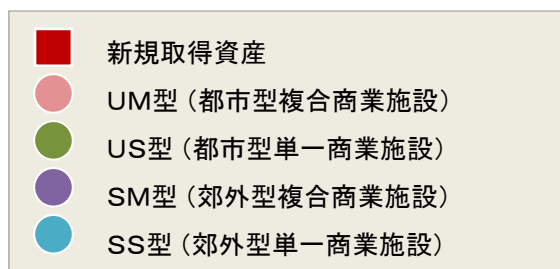 新規取得資産
UM型（都市型複合商業施設）
US型（都市型単一商業施設）
SM型（郊外型複合商業施設）
SS型（郊外型単一商業施設）